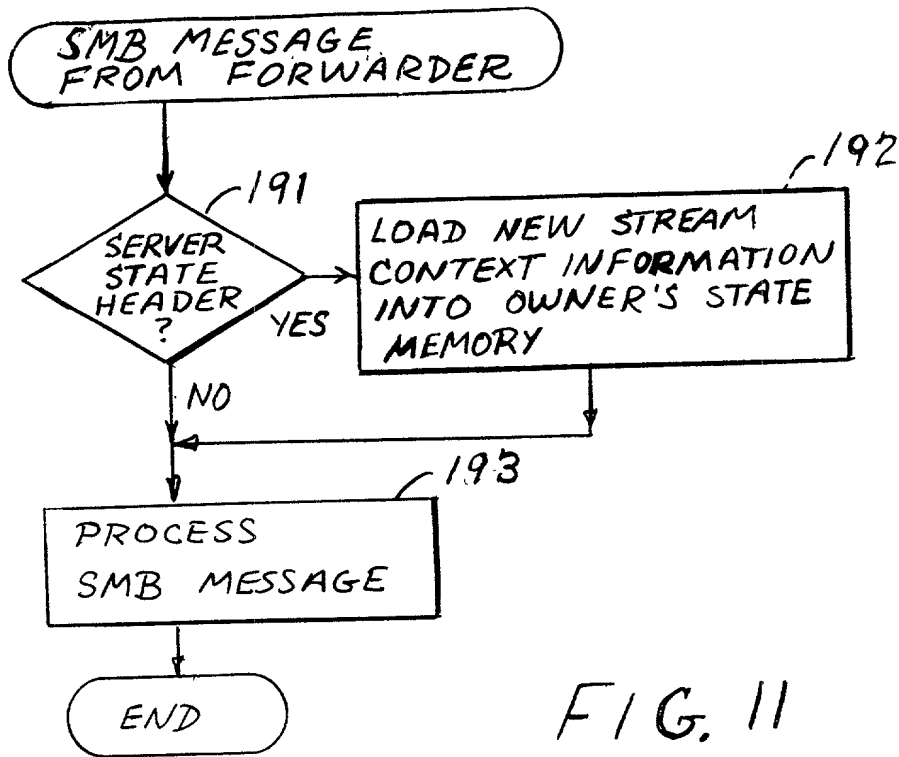 SMB MESSAGE
FROM FORWARDER
191
SERVER
STATE
HEADER
?
YES
NO
192
LOAD NEW STREAM
CONTEXT INFORMATION
INTO OWNER'S STATE
MEMORY
193
PROCESS
SMB MESSAGE
END
FIG. 11